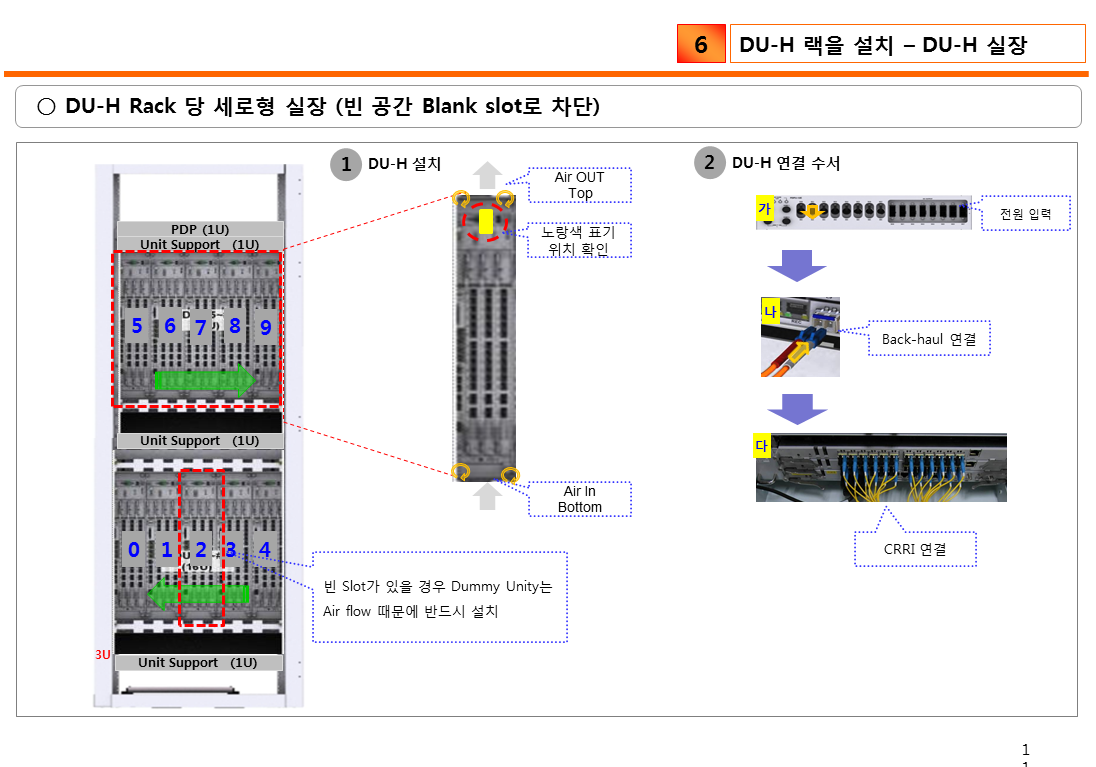 6
DU-H 랙을 설치 – DU-H 실장
○ DU-H Rack 당 세로형 실장 (빈 공간 Blank slot로 차단)
1
DU-H 설치
Air OUT
Top
노랑색 표기
위치 확인
Air In
Bottom
PDP (1U)
Unit Support (1U)
5 6 7 8 9
Unit Support (1U)
0 1 2 3 4
3U
Unit Support (1U)
빈 Slot가 있을 경우 Dummy Unity는
Air flow 때문에 반드시 설치
2
DU-H 연결 수서
가
전원 입력
나
Back-haul 연결
다
CRRI 연결
1